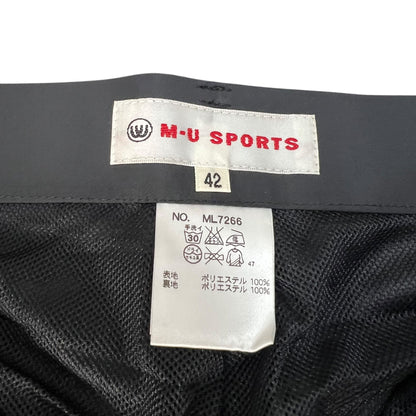 M-U SPORTS
42
NO. ML7266
手洗イ
30
47
表地 ポリエステル 100%
裏地 ポリエステル 100%